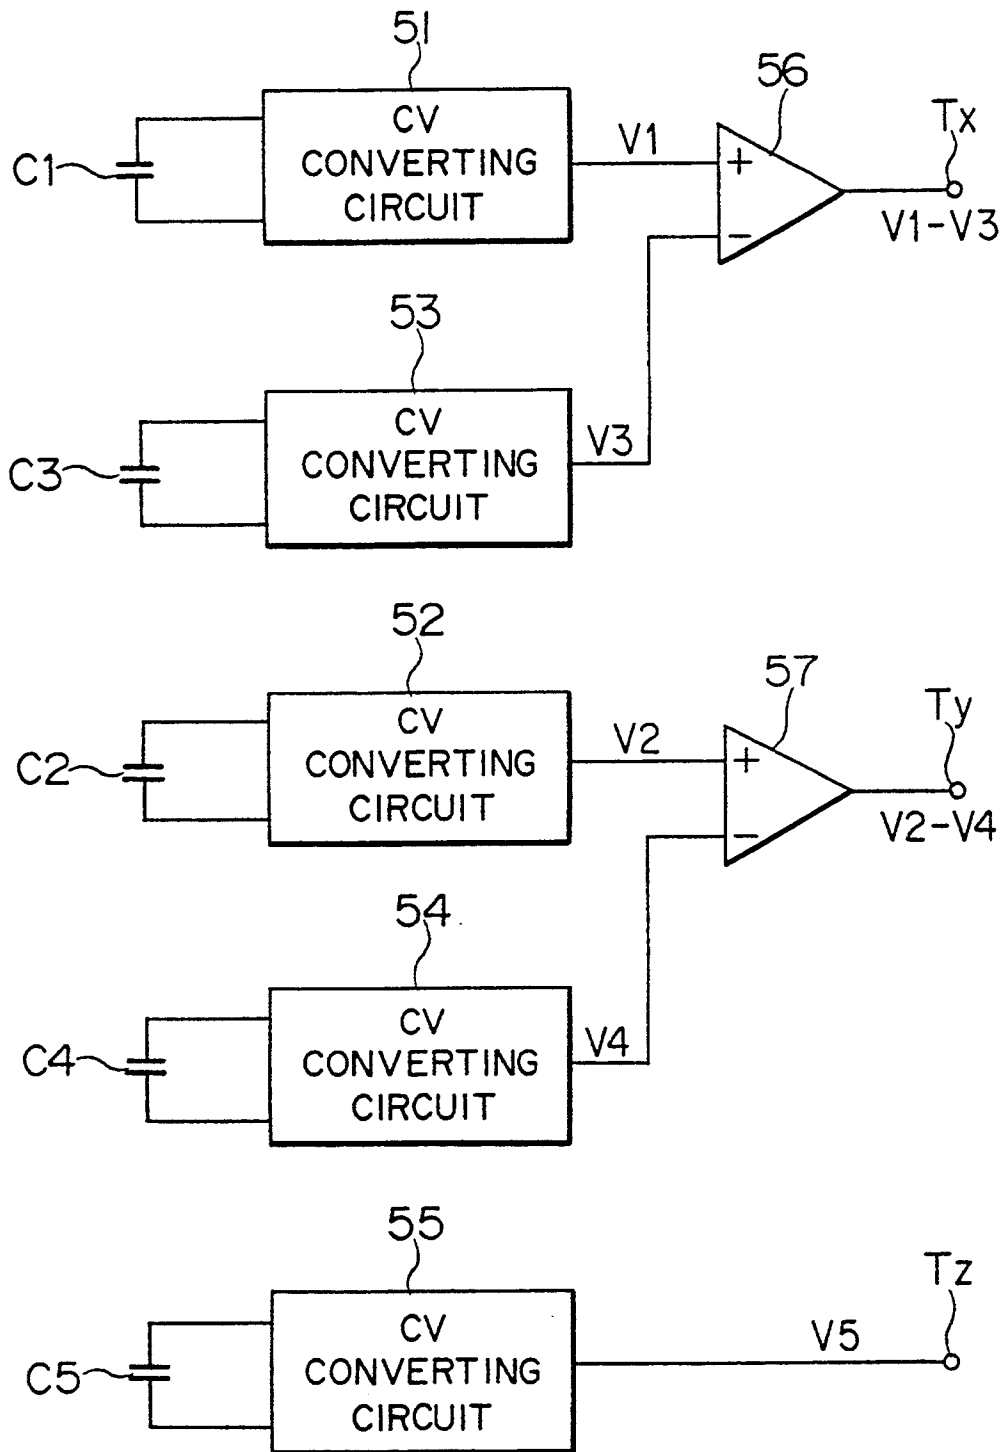 51
CV
CONVERTING
CIRCUIT
C1
V1
56
+
−
Tx
V1−V3
53
CV
CONVERTING
CIRCUIT
C3
V3
52
CV
CONVERTING
CIRCUIT
C2
V2
57
+
−
Ty
V2−V4
54
CV
CONVERTING
CIRCUIT
C4
V4
55
CV
CONVERTING
CIRCUIT
C5
V5
Tz